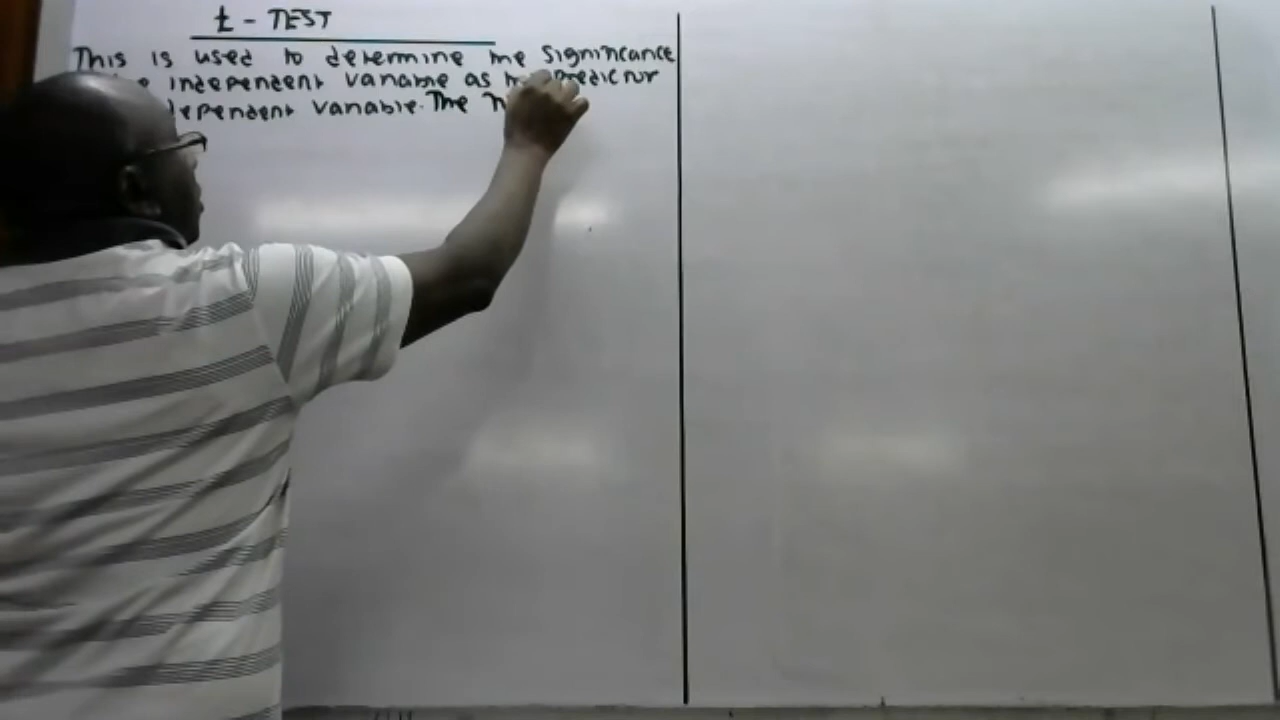 t - TEST
This is used to determine the Significance
independent variable as predictor
dependent variable. The